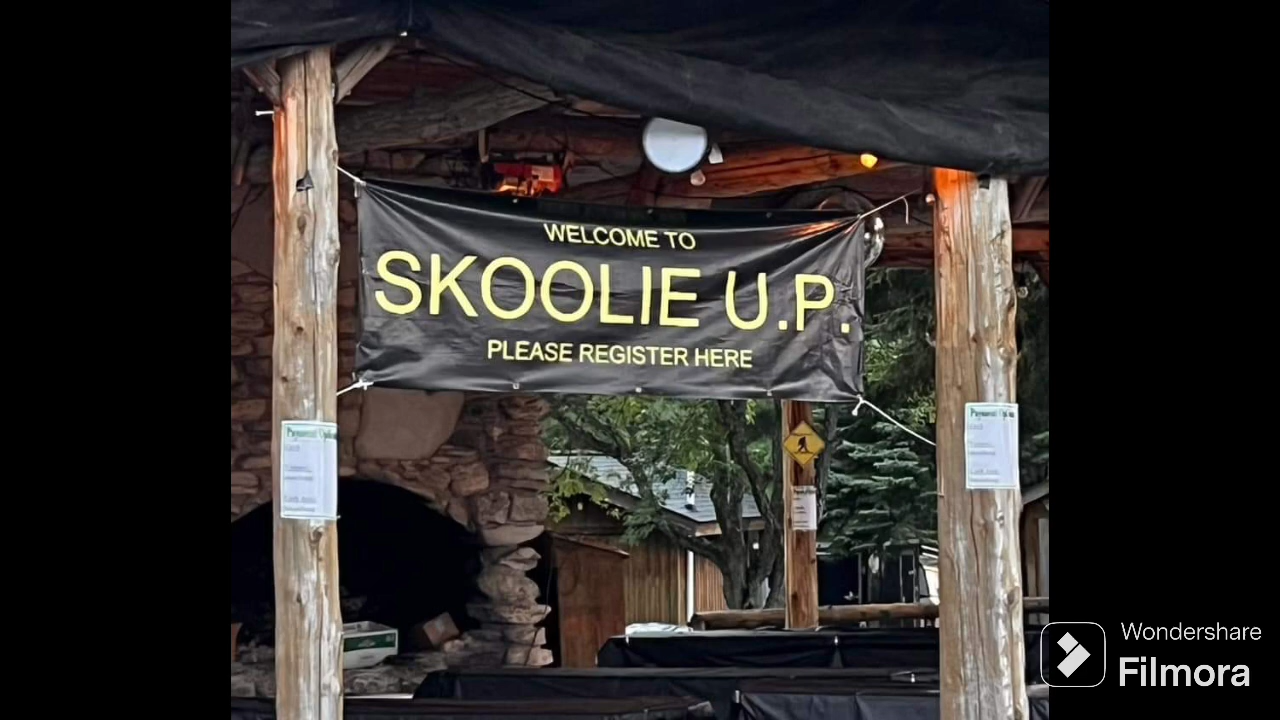 WELCOME TO
SKOOLIE U.P.
PLEASE REGISTER HERE
Wondershare
Filmora